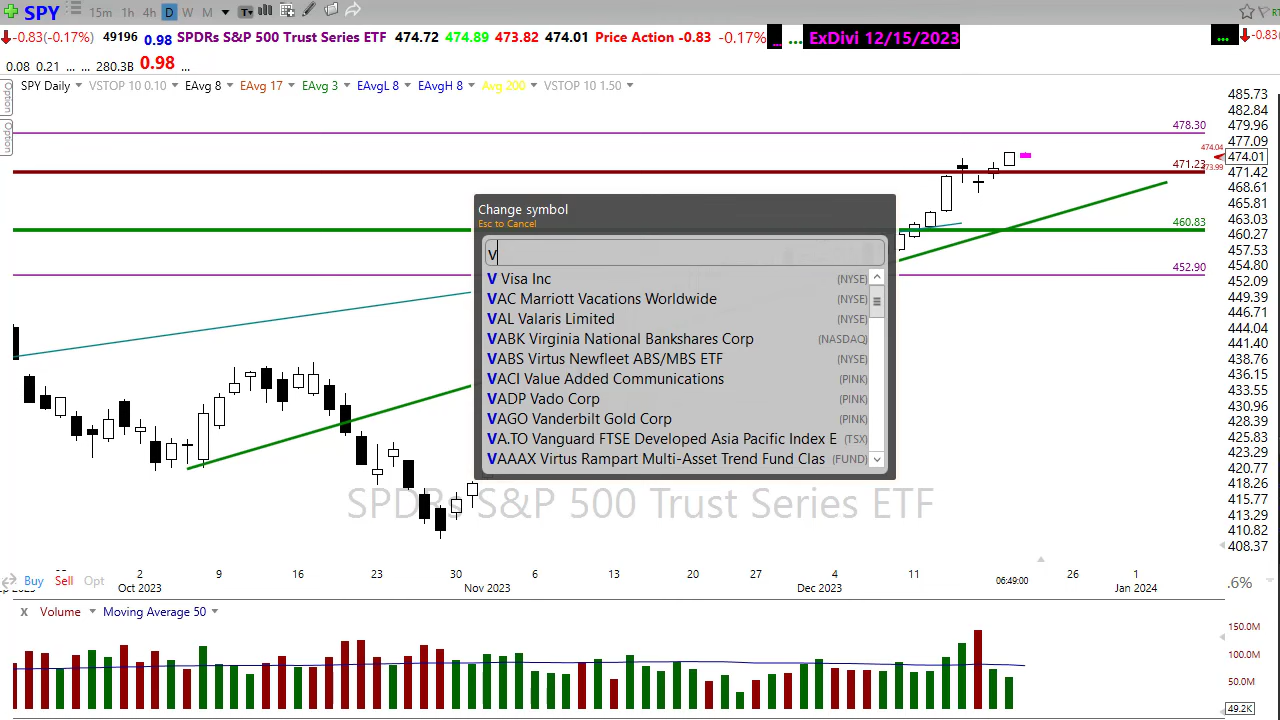 SPY 15m 1h 4h D W M T
-0.83(-0.17%) 49196 0.98 SPDRs S&P 500 Trust Series ETF 474.72 474.89 473.82 474.01 Price Action -0.83 -0.17% ... ... ExDivi 12/15/2023 ... -0.83
0.08 0.21 ... ... 280.3B 0.98 ...
Option
Option
SPY Daily VSTOP 10 0.10 EAvg 8 EAvg 17 EAvg 3 EAvgL 8 EAvgH 8 Avg 200 VSTOP 10 1.50
485.73
482.84
479.96
477.09
474.01
471.42
468.61
465.81
463.03
460.27
457.53
454.80
452.09
449.39
446.71
444.04
441.40
438.76
436.15
433.55
430.96
428.39
425.83
423.29
420.77
418.26
415.77
413.29
410.82
408.37
478.30
474.04
471.23
473.99
460.83
452.90
Change symbol
Esc to Cancel
V
V Visa Inc (NYSE)
VAC Marriott Vacations Worldwide (NYSE)
VAL Valaris Limited (NYSE)
VABK Virginia National Bankshares Corp (NASDAQ)
VABS Virtus Newfleet ABS/MBS ETF (NYSE)
VACI Value Added Communications (PINK)
VADP Vado Corp (PINK)
VAGO Vanderbilt Gold Corp (PINK)
VA.TO Vanguard FTSE Developed Asia Pacific Index E (TSX)
VAAAX Virtus Rampart Multi-Asset Trend Fund Clas (FUND)
SPDRs S&P 500 Trust Series ETF
Buy Sell Opt
2 9 16 23 30 6 13 20 27 4 11 06:49:00 26 1
Oct 2023 Nov 2023 Dec 2023 Jan 2024
.6%
x Volume Moving Average 50
150.0M
100.0M
50.0M
49.2K